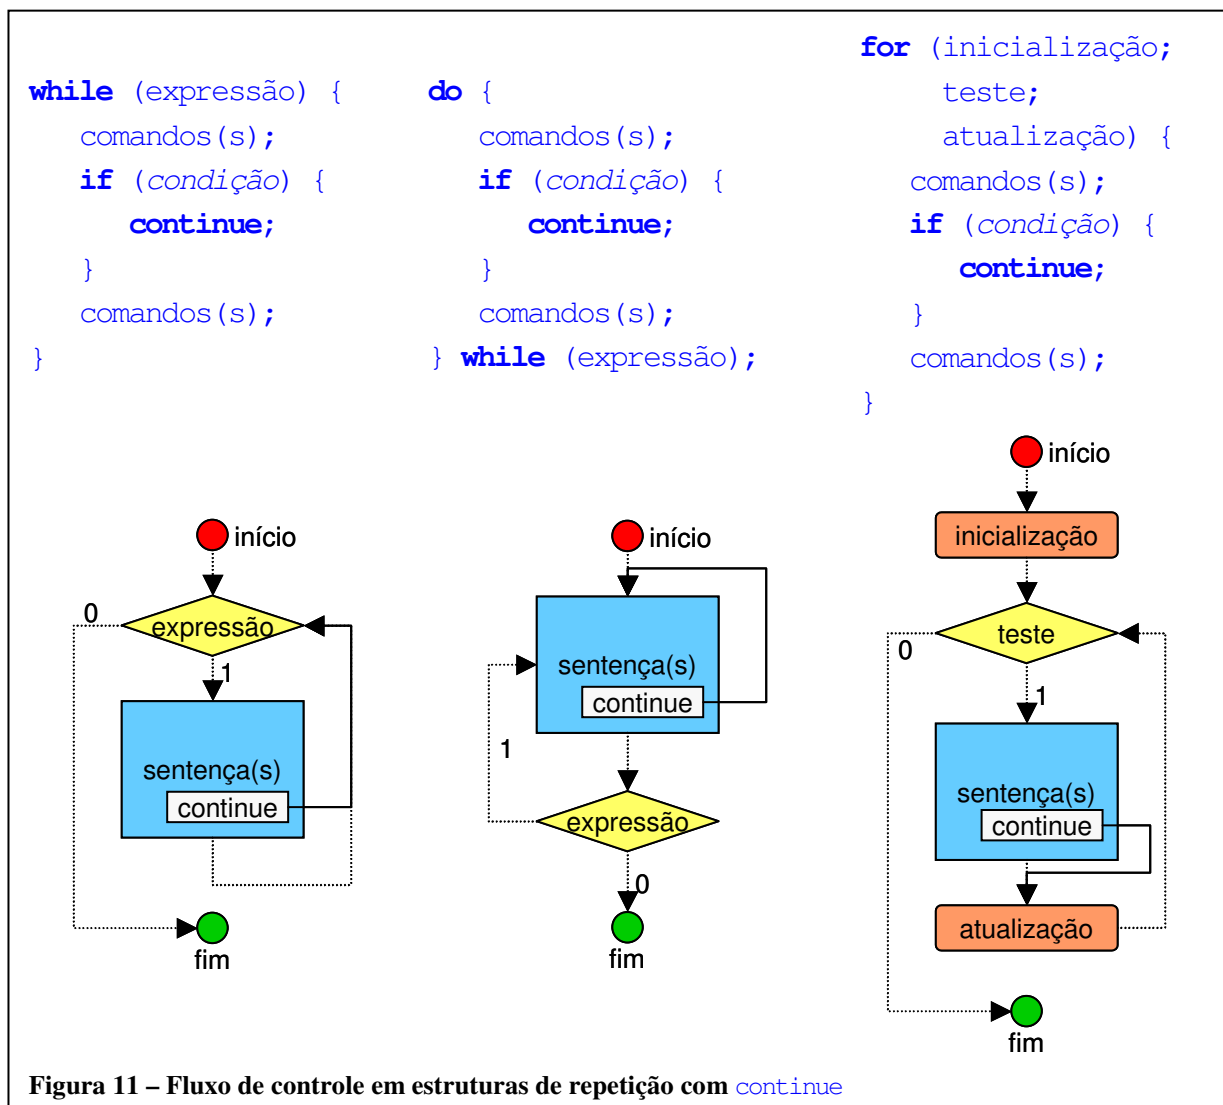 while (expressão) {
   comandos(s);
   if (condição) {
      continue;
   }
   comandos(s);
}
do {
   comandos(s);
   if (condição) {
      continue;
   }
   comandos(s);
} while (expressão);
for (inicialização;
     teste;
     atualização) {
   comandos(s);
   if (condição) {
      continue;
   }
   comandos(s);
}
início
0
expressão
1
sentença(s)
continue
fim
início
sentença(s)
continue
1
expressão
0
fim
início
inicialização
teste
0
1
sentença(s)
continue
atualização
fim
Figura 11 – Fluxo de controle em estruturas de repetição com continue